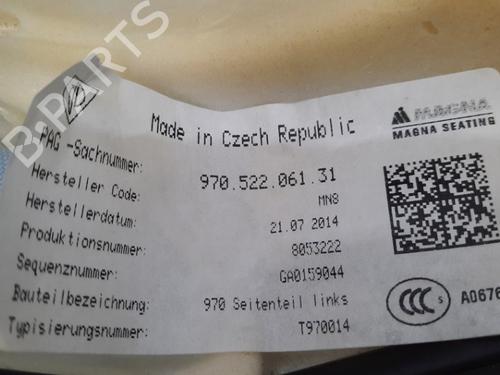 Made in Czech Republic
MAGNA
MAGNA SEATING
PAG -Sachnummer: 970.522.061.31
Hersteller Code: MN8
Herstellerdatum: 21.07 2014
Produktionsnummer: 8053222
Sequenznummer: GA0159044
Bauteilbezeichnung: 970 Seitenteil links
Typisierungsnummer: T970014
CCC S
A0676
B-PARTS